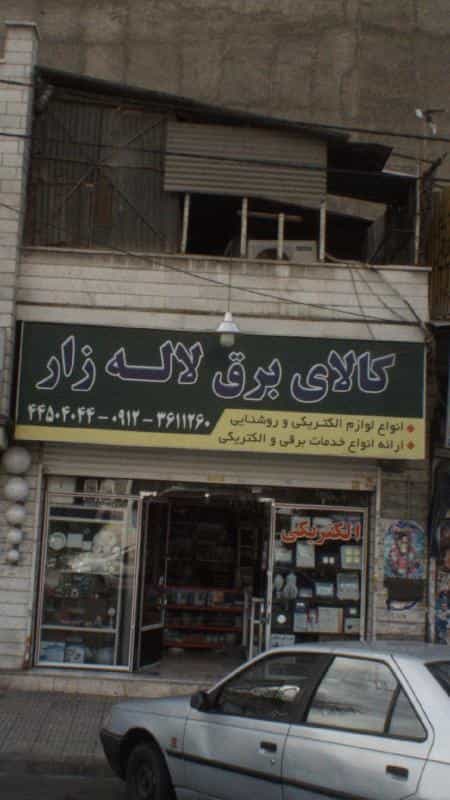 کالای برق لاله زار
انواع لوازم الکتریکی و روشنایی
ارائه انواع خدمات برقی و الکتریکی
۴۴۵۰۴۰۴۴ - ۰۹۱۲ - ۳۶۱۱۲۶۰
الکتریکی